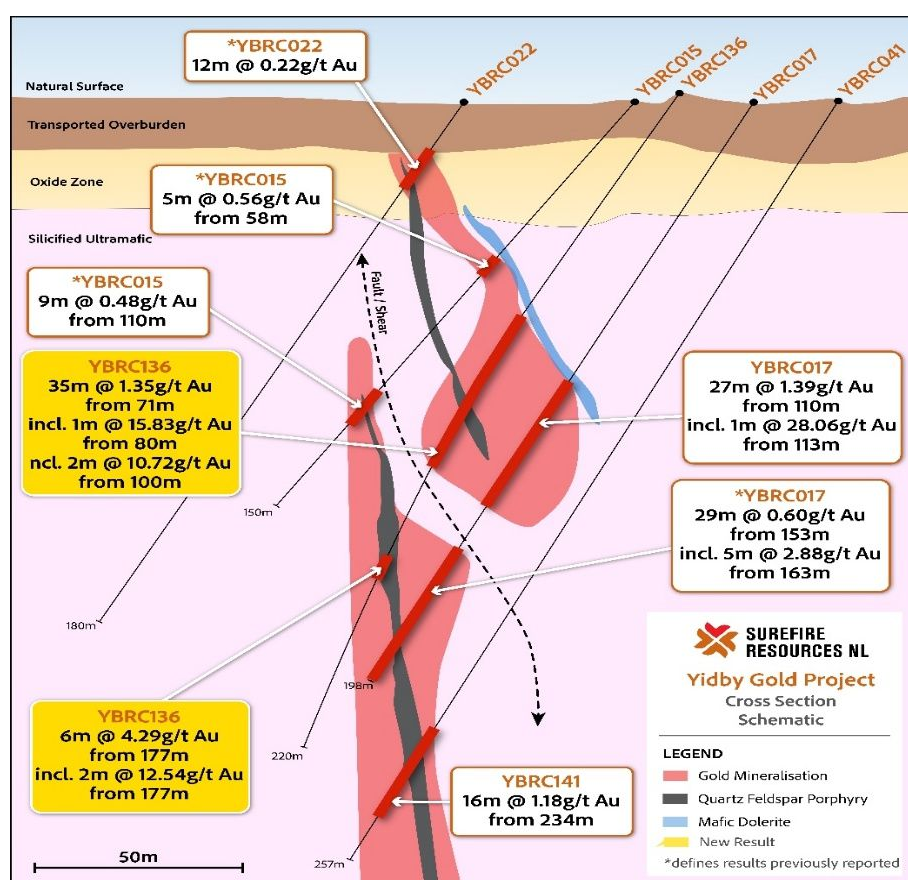 *YBRC022
12m @ 0.22g/t Au
YBRC022
YBRC015
YBRC136
YBRC017
YBRC041
Natural Surface
Transported Overburden
Oxide Zone
*YBRC015
5m @ 0.56g/t Au
from 58m
Silicified Ultramafic
Fault / Shear
*YBRC015
9m @ 0.48g/t Au
from 110m
YBRC136
35m @ 1.35g/t Au
from 71m
incl. 1m @ 15.83g/t Au
from 80m
ncl. 2m @ 10.72g/t Au
from 100m
YBRC017
27m @ 1.39g/t Au
from 110m
incl. 1m @ 28.06g/t Au
from 113m
*YBRC017
29m @ 0.60g/t Au
from 153m
incl. 5m @ 2.88g/t Au
from 163m
150m
180m
198m
220m
257m
YBRC136
6m @ 4.29g/t Au
from 177m
incl. 2m @ 12.54g/t Au
from 177m
YBRC141
16m @ 1.18g/t Au
from 234m
50m
SUREFIRE
RESOURCES NL
Yidby Gold Project
Cross Section
Schematic
LEGEND
Gold Mineralisation
Quartz Feldspar Porphyry
Mafic Dolerite
New Result
*defines results previously reported